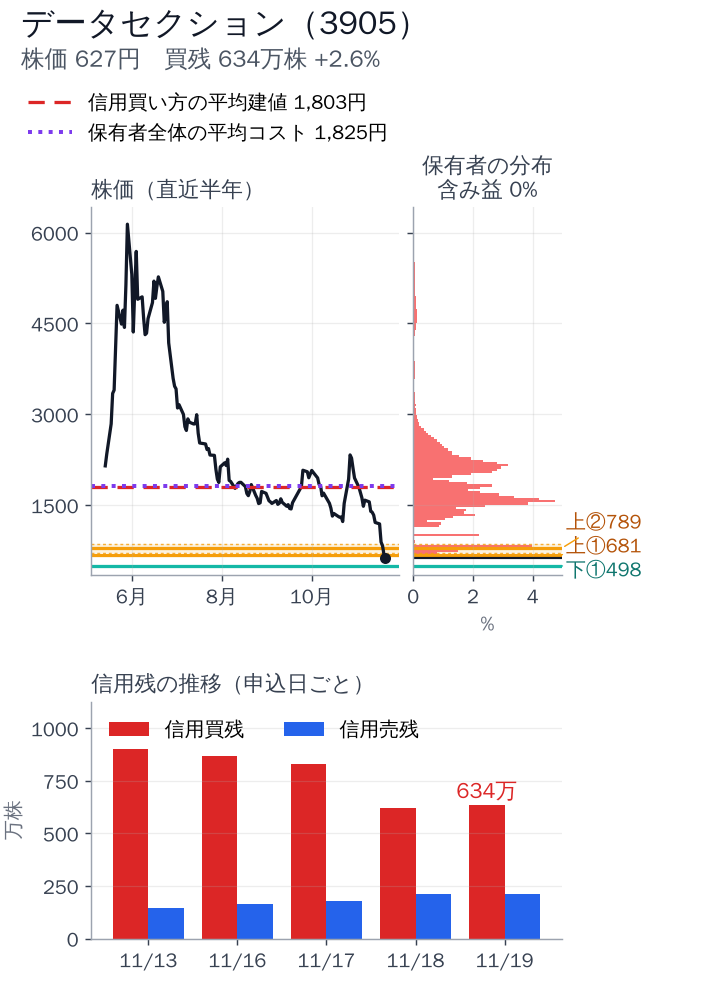 データセクション（3905）
株価 627円　買残 634万株 +2.6%
信用買い方の平均建値 1,803円
保有者全体の平均コスト 1,825円
株価（直近半年）
保有者の分布
含み益 0%
6000
4500
3000
1500
6月
8月
10月
0
2
4
%
上②789
上①681
下①498
信用残の推移（申込日ごと）
信用買残
信用売残
634万
万株
1000
750
500
250
0
11/13
11/16
11/17
11/18
11/19